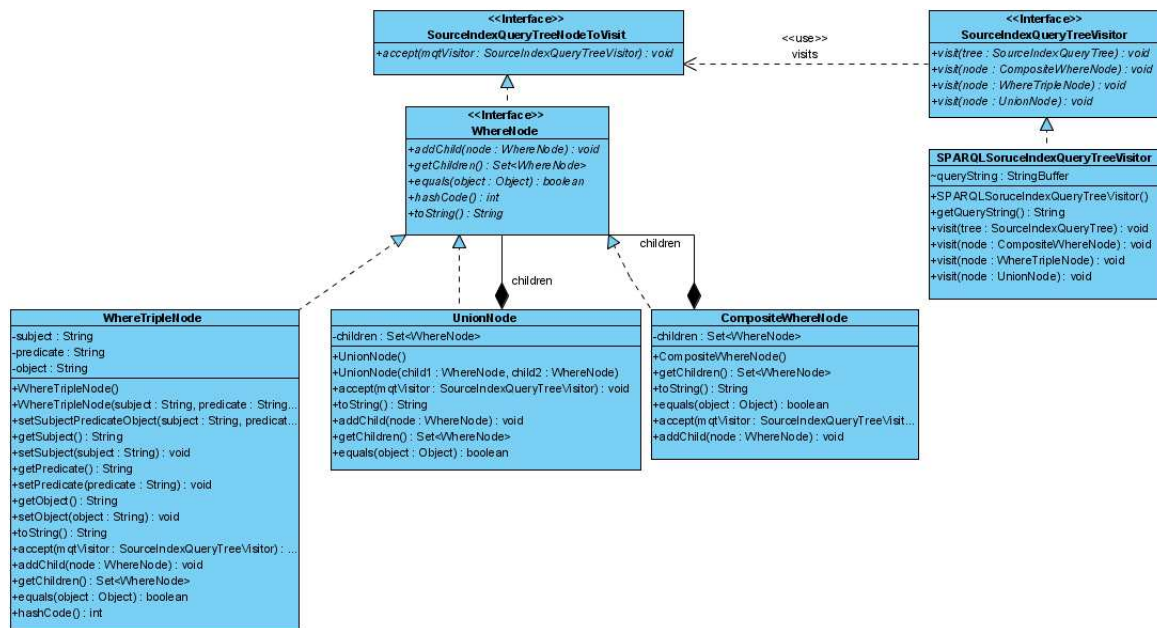 <<Interface>>
SourceIndexQueryTreeNodeToVisit
+accept(mqtVisitor : SourceIndexQueryTreeVisitor) : void
<<use>>
visits
<<Interface>>
SourceIndexQueryTreeVisitor
+visit(tree : SourceIndexQueryTree) : void
+visit(node : CompositeWhereNode) : void
+visit(node : WhereTripleNode) : void
+visit(node : UnionNode) : void
<<Interface>>
WhereNode
+addChild(node : WhereNode) : void
+getChildren() : Set<WhereNode>
+equals(object : Object) : boolean
+hashCode() : int
+toString() : String
SPARQLSoruceIndexQueryTreeVisitor
~queryString : StringBuffer
+SPARQLSoruceIndexQueryTreeVisitor()
+getQueryString() : String
+visit(tree : SourceIndexQueryTree) : void
+visit(node : CompositeWhereNode) : void
+visit(node : WhereTripleNode) : void
+visit(node : UnionNode) : void
children
children
WhereTripleNode
-subject : String
-predicate : String
-object : String
+WhereTripleNode()
+WhereTripleNode(subject : String, predicate : String...
+setSubjectPredicateObject(subject : String, predicat...
+getSubject() : String
+setSubject(subject : String) : void
+getPredicate() : String
+setPredicate(predicate : String) : void
+getObject() : String
+setObject(object : String) : void
+toString() : String
+accept(mqtVisitor : SourceIndexQueryTreeVisitor) : ...
+addChild(node : WhereNode) : void
+getChildren() : Set<WhereNode>
+equals(object : Object) : boolean
+hashCode() : int
UnionNode
-children : Set<WhereNode>
+UnionNode()
+UnionNode(child1 : WhereNode, child2 : WhereNode)
+accept(mqtVisitor : SourceIndexQueryTreeVisitor) : void
+toString() : String
+addChild(node : WhereNode) : void
+getChildren() : Set<WhereNode>
+equals(object : Object) : boolean
CompositeWhereNode
-children : Set<WhereNode>
+CompositeWhereNode()
+getChildren() : Set<WhereNode>
+toString() : String
+equals(object : Object) : boolean
+accept(mqtVisitor : SourceIndexQueryTreeVisit...
+addChild(node : WhereNode) : void